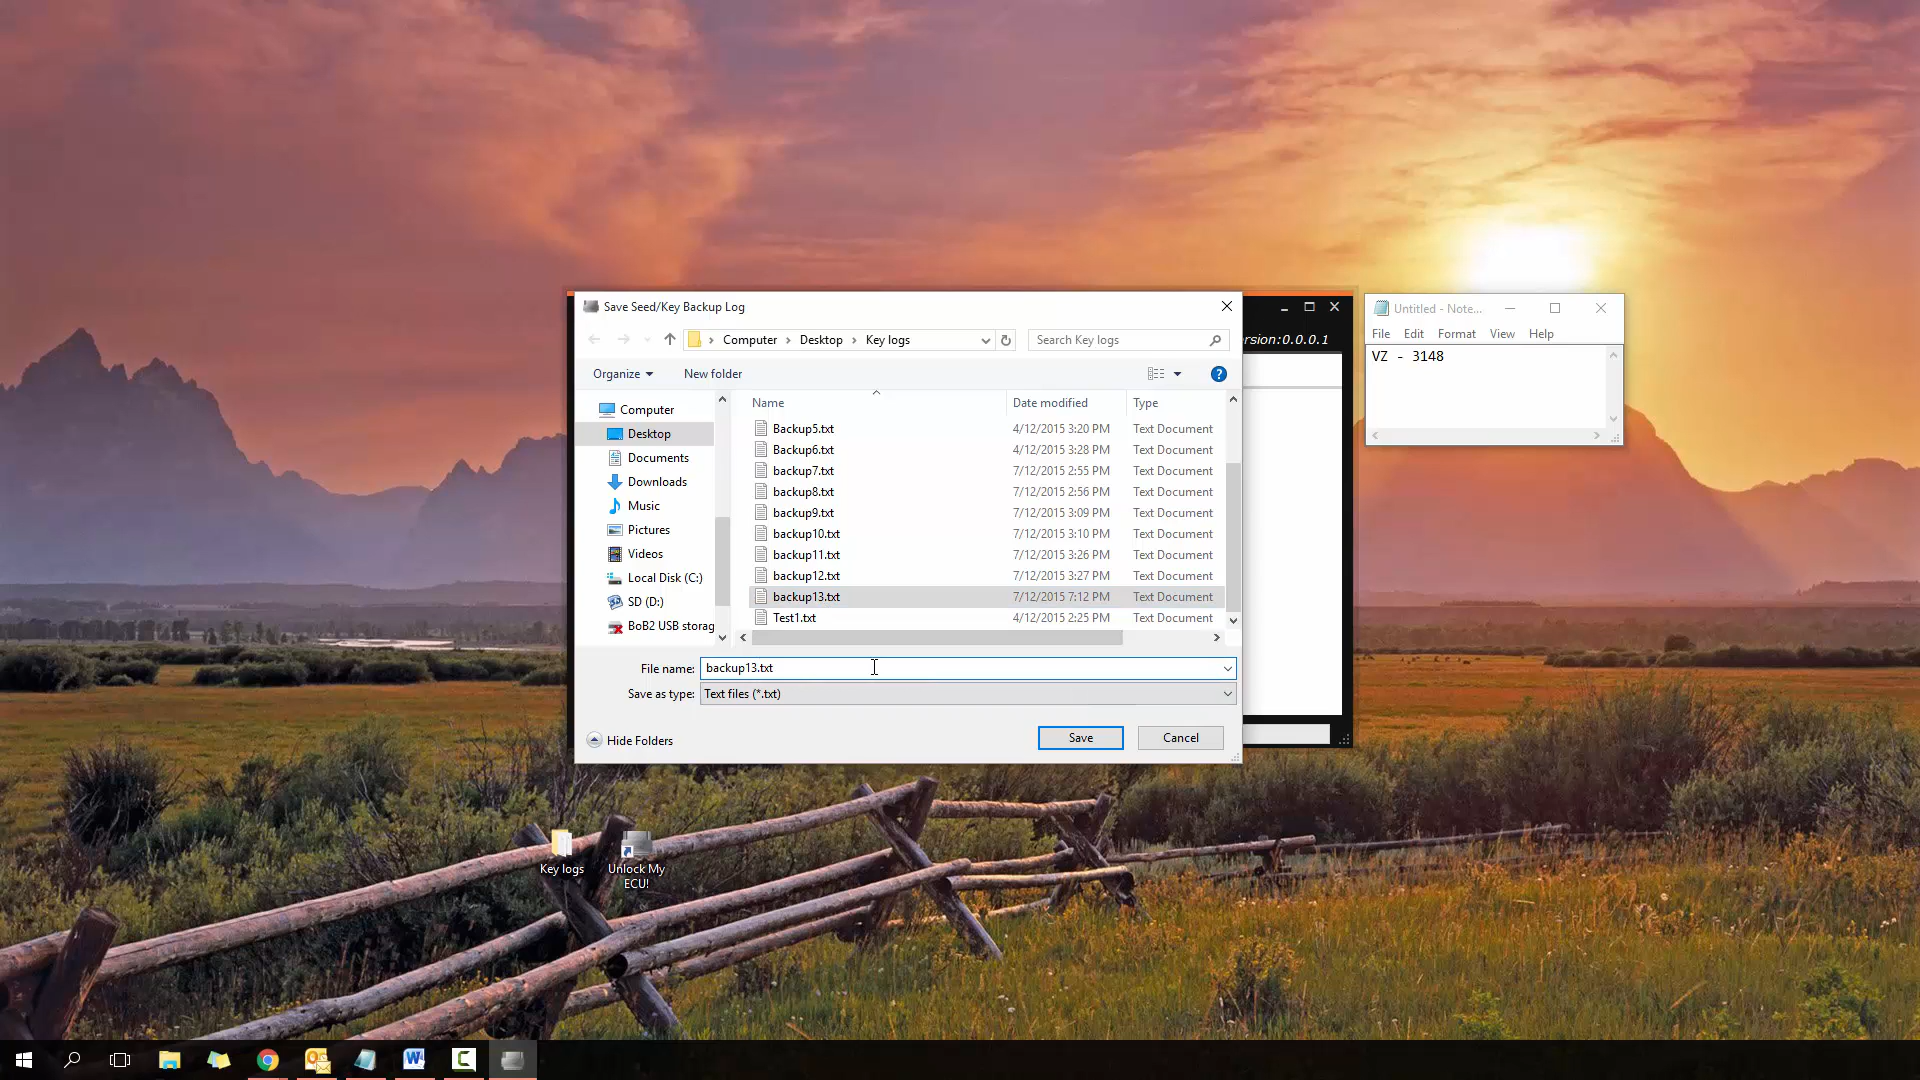 Save Seed/Key Backup Log
Computer Desktop Key logs
Search Key logs
Organize
New folder
Computer
Desktop
Documents
Downloads
Music
Pictures
Videos
Local Disk (C:)
SD (D:)
BoB2 USB storag
Name Date modified Type
Backup5.txt 4/12/2015 3:20 PM Text Document
Backup6.txt 4/12/2015 3:28 PM Text Document
backup7.txt 7/12/2015 2:55 PM Text Document
backup8.txt 7/12/2015 2:56 PM Text Document
backup9.txt 7/12/2015 3:09 PM Text Document
backup10.txt 7/12/2015 3:10 PM Text Document
backup11.txt 7/12/2015 3:26 PM Text Document
backup12.txt 7/12/2015 3:27 PM Text Document
backup13.txt 7/12/2015 7:12 PM Text Document
Test1.txt 4/12/2015 2:25 PM Text Document
File name: backup13.txt
Save as type: Text files (*.txt)
Hide Folders
Save
Cancel
rsion:0.0.0.1
Untitled - Note...
File Edit Format View Help
VZ - 3148
Key logs
Unlock My
ECU!